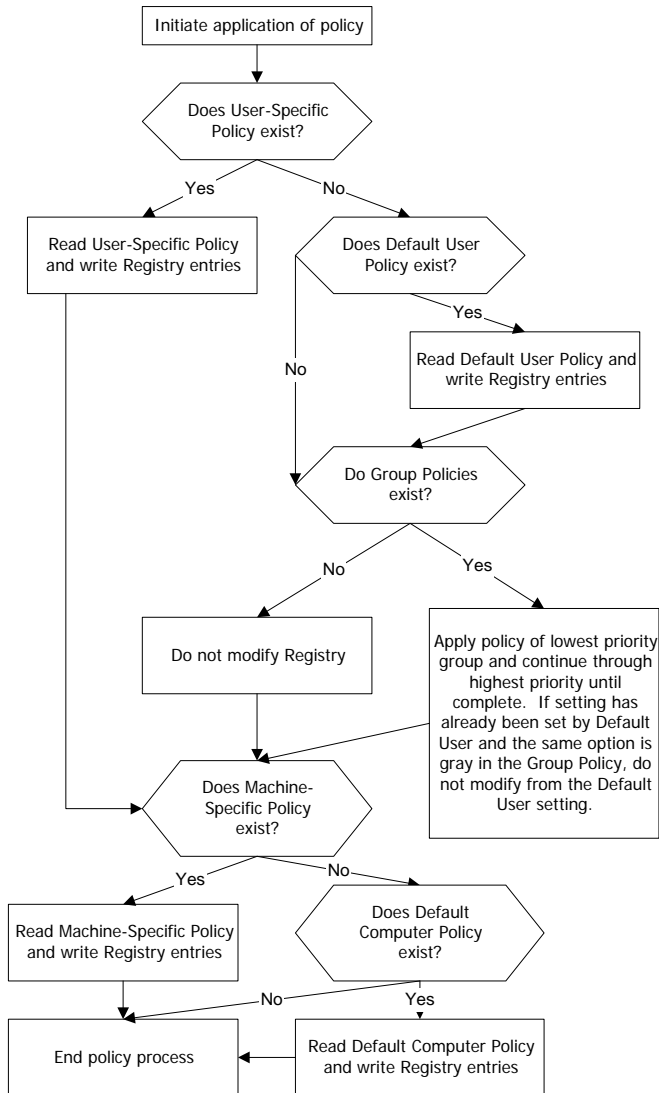 Initiate application of policy
Does User-Specific
Policy exist?
Yes
No
Read User-Specific Policy
and write Registry entries
Does Default User
Policy exist?
Yes
No
Read Default User Policy and
write Registry entries
Do Group Policies
exist?
No
Yes
Do not modify Registry
Apply policy of lowest priority
group and continue through
highest priority until
complete. If setting has
already been set by Default
User and the same option is
gray in the Group Policy, do
not modify from the Default
User setting.
Does Machine-
Specific Policy
exist?
Yes
No
Read Machine-Specific Policy
and write Registry entries
Does Default
Computer Policy
exist?
No
Yes
End policy process
Read Default Computer Policy
and write Registry entries